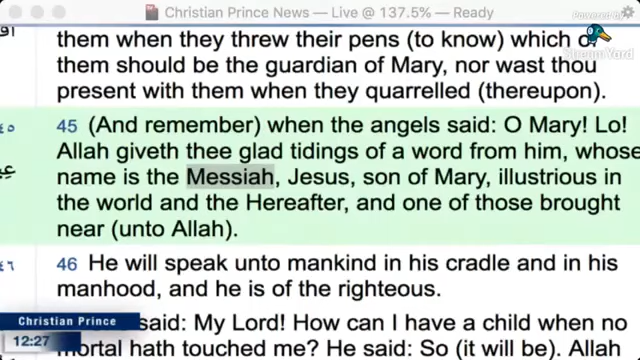 Christian Prince News — Live @ 137.5% — Ready
Powered by
StreamYard
them when they threw their pens (to know) which of
them should be the guardian of Mary, nor wast thou
present with them when they quarrelled (thereupon).
٤٥
45 (And remember) when the angels said: O Mary! Lo!
Allah giveth thee glad tidings of a word from him, whose
name is the Messiah, Jesus, son of Mary, illustrious in
the world and the Hereafter, and one of those brought
near (unto Allah).
٤٦
46 He will speak unto mankind in his cradle and in his
manhood, and he is of the righteous.
Christian Prince
12:27
said: My Lord! How can I have a child when no
mortal hath touched me? He said: So (it will be). Allah